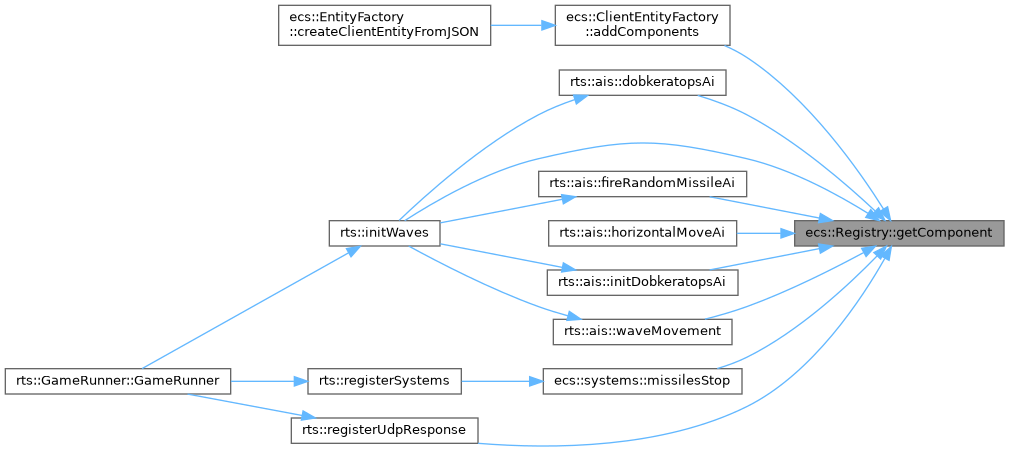 ecs::EntityFactory
::createClientEntityFromJSON
ecs::ClientEntityFactory
::addComponents
rts::ais::dobkeratopsAi
rts::ais::fireRandomMissileAi
rts::initWaves
rts::ais::horizontalMoveAi
ecs::Registry::getComponent
rts::ais::initDobkeratopsAi
rts::ais::waveMovement
rts::GameRunner::GameRunner
rts::registerSystems
ecs::systems::missilesStop
rts::registerUdpResponse